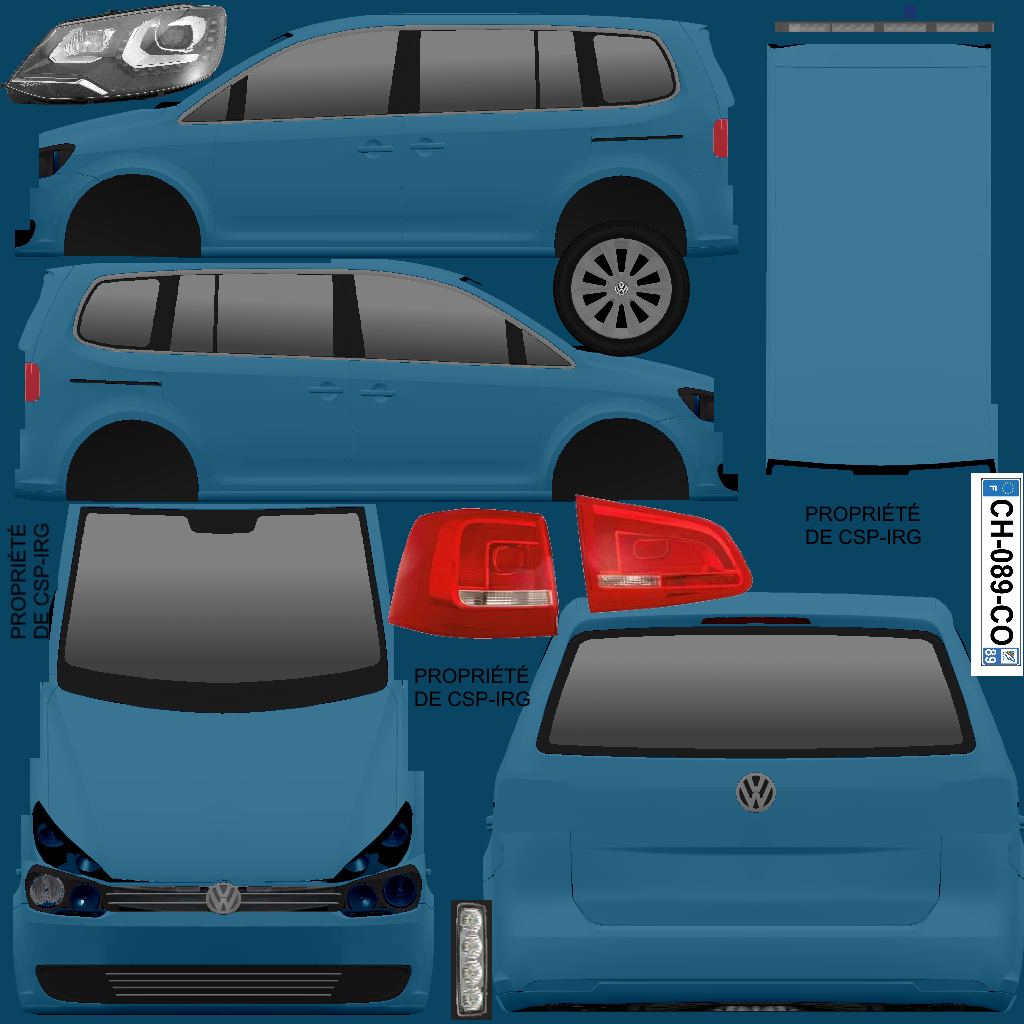 PROPRIÉTÉ
DE CSP-IRG
F
CH-089-CO
89
PROPRIÉTÉ
DE CSP-IRG
PROPRIÉTÉ
DE CSP-IRG